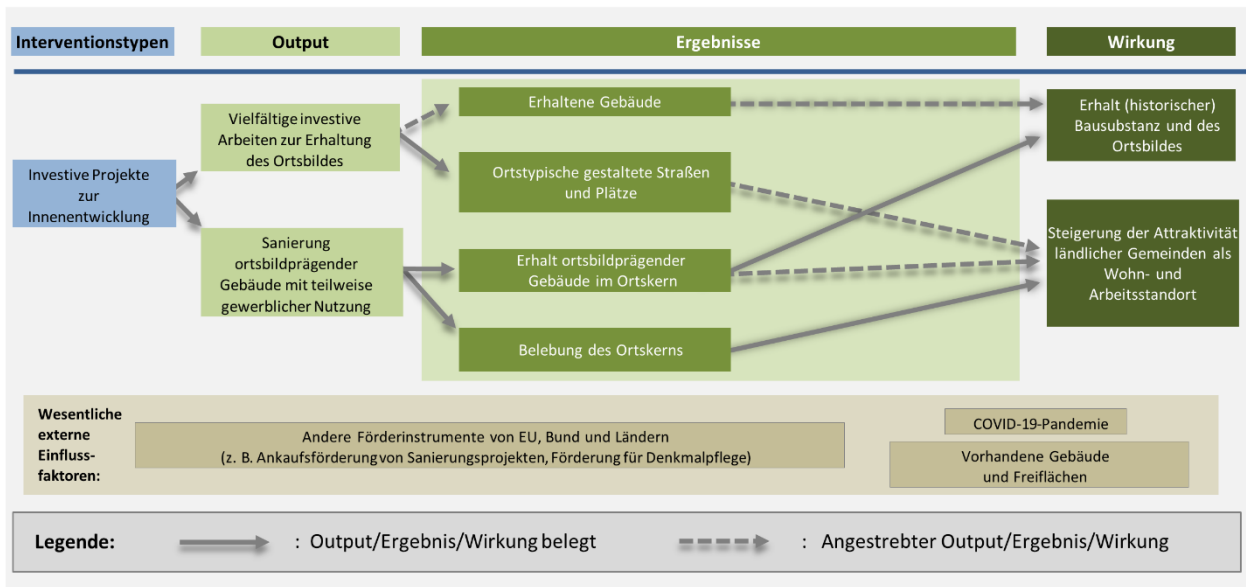 Interventionstypen
Output
Ergebnisse
Wirkung
Investive Projekte
zur
Innenentwicklung
Vielfältige investive
Arbeiten zur Erhaltung
des Ortsbildes
Sanierung
ortsbildprägender
Gebäude mit teilweise
gewerblicher Nutzung
Erhaltene Gebäude
Ortstypische gestaltete Straßen
und Plätze
Erhalt ortsbildprägender
Gebäude im Ortskern
Belebung des Ortskerns
Erhalt (historischer)
Bausubstanz und des
Ortsbildes
Steigerung der Attraktivität
ländlicher Gemeinden als
Wohn- und
Arbeitsstandort
Wesentliche
externe
Einfluss-
faktoren:
Andere Förderinstrumente von EU, Bund und Ländern
(z. B. Ankaufsförderung von Sanierungsprojekten, Förderung für Denkmalpflege)
COVID-19-Pandemie
Vorhandene Gebäude
und Freiflächen
Legende:
: Output/Ergebnis/Wirkung belegt
: Angestrebter Output/Ergebnis/Wirkung